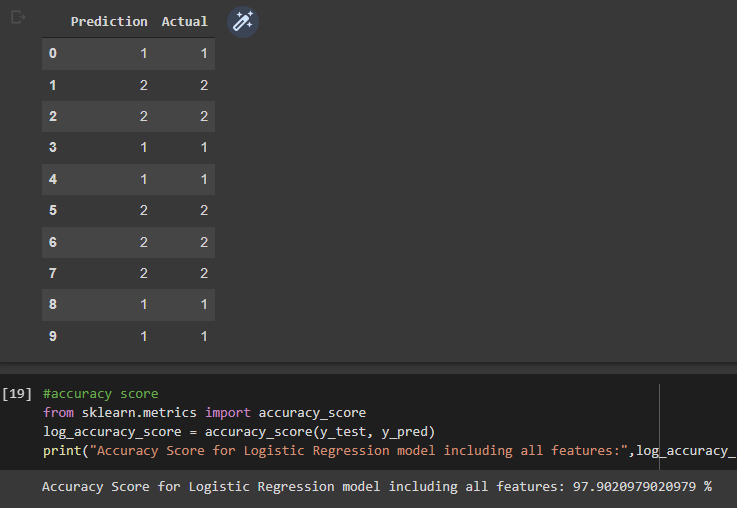 Prediction Actual
0 1 1
1 2 2
2 2 2
3 1 1
4 1 1
5 2 2
6 2 2
7 2 2
8 1 1
9 1 1
[19] #accuracy score
from sklearn.metrics import accuracy_score
log_accuracy_score = accuracy_score(y_test, y_pred)
print("Accuracy Score for Logistic Regression model including all features:",log_accuracy_
Accuracy Score for Logistic Regression model including all features: 97.9020979020979 %